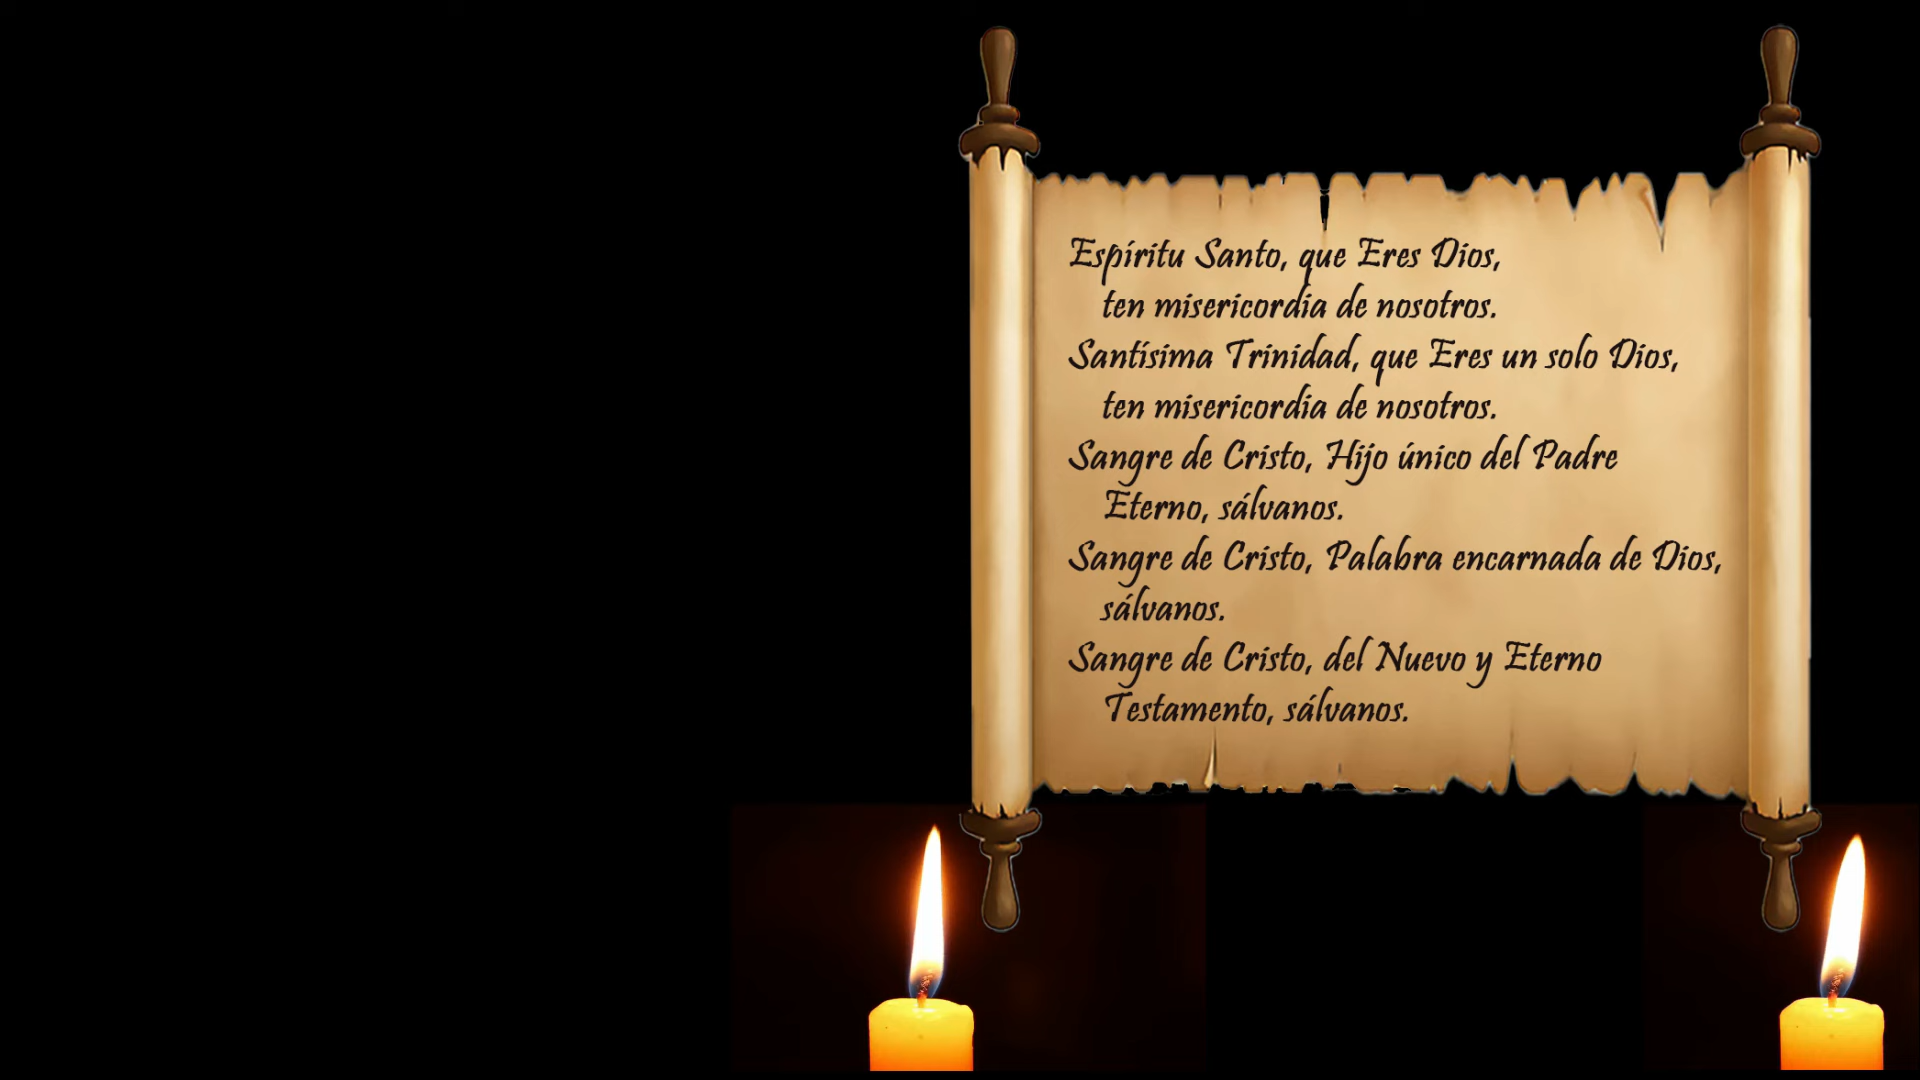 Espíritu Santo, que Eres Dios,
ten misericordia de nosotros.
Santísima Trinidad, que Eres un solo Dios,
ten misericordia de nosotros.
Sangre de Cristo, Hijo único del Padre
Eterno, sálvanos.
Sangre de Cristo, Palabra encarnada de Dios,
sálvanos.
Sangre de Cristo, del Nuevo y Eterno
Testamento, sálvanos.